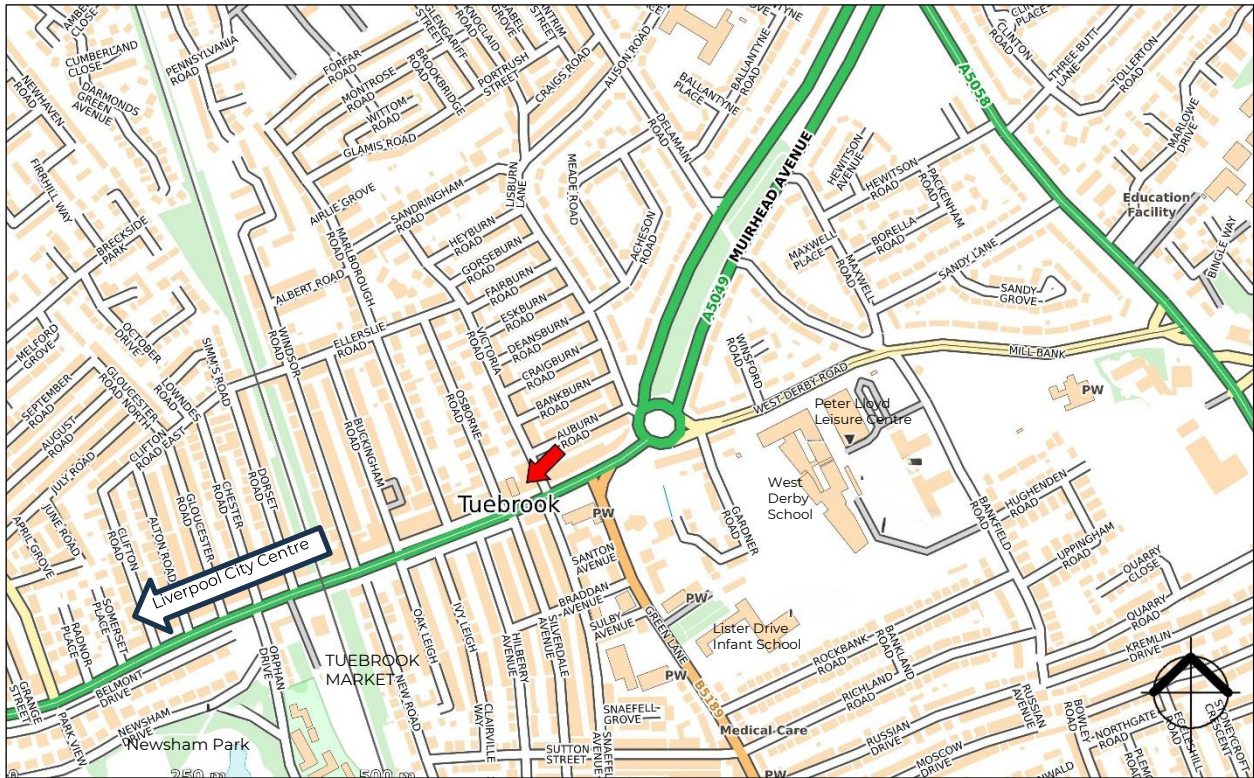 AMBER
CLOSE
CUMBERLAND
CLOSE
PENNSYLVANIA
ROAD
NEWHAVEN
ROAD
DARMONDS
GREEN
AVENUE
FORFAR
ROAD
MONTROSE
ROAD
WITTOM
ROAD
GLAMIS ROAD
GLENGARIFF
STREET
BROOKBRIDGE
ROAD
KNOCLAID
ROAD
GROVE
PORTRUSH
STREET
ANTRIM
STREET
CRAIGS ROAD
ALISON ROAD
BALLANTYNE
PLACE
BALLANTYNE
ROAD
DELAMAIN
ROAD
A5058
CLINTON
ROAD
PLACE
THREE BUTT
LANE
TOLLERTON
ROAD
MARLOWE
DRIVE
Education
Facility
BINGLE WAY
FIRRHILL WAY
BRECKSIDE
PARK
AIRLIE GROVE
SANDRINGHAM
ROAD
LISBURN
LANE
MEADE ROAD
ACHESON
ROAD
MUIRHEAD AVENUE
A5049
HEWITSON
AVENUE
HEWITSON
ROAD
PACKENHAM
ROAD
BORELLA
ROAD
MAXWELL
PLACE
MAXWELL
ROAD
SANDY LANE
SANDY
GROVE
MARLBOROUGH
ROAD
ALBERT ROAD
HEYBURN
ROAD
GORSEBURN
ROAD
FAIRBURN
ROAD
ESKBURN
ROAD
DEANSBURN
ROAD
CRAIGBURN
ROAD
BANKBURN
ROAD
AUBURN
ROAD
VICTORIA
ROAD
ELLERSLIE
ROAD
WINDSOR
ROAD
OSBORNE
ROAD
BUCKINGHAM
ROAD
MELFORD
GROVE
OCTOBER
DRIVE
SIMMS ROAD
LOWNDES
ROAD
SEPTEMBER
ROAD
AUGUST
ROAD
GLOUCESTER
ROAD NORTH
CLIFTON
ROAD EAST
JULY ROAD
JUNE ROAD
APRIL GROVE
CLIFTON
ROAD
ALTON ROAD
GLOUCESTER
ROAD
CHESTER
ROAD
DORSET
ROAD
WINSFORD
ROAD
WEST DERBY ROAD
MILL BANK
Peter Lloyd
Leisure Centre
West
Derby
School
PW
Tuebrook
PW
GARDNER
ROAD
BANKFIELD
ROAD
HUGHENDEN
ROAD
UPPINGHAM
ROAD
QUARRY
CLOSE
QUARRY
ROAD
KREMLIN
DRIVE
Liverpool City Centre
SOMERSET
PLACE
RADNOR
PLACE
BELMONT
DRIVE
GRANGE
STREET
PARK VIEW
NEWSHAM
DRIVE
Newsham Park
ORPHAN
DRIVE
TUEBROOK
MARKET
OAK LEIGH
NEW ROAD
IVY LEIGH
CLAIRVILLE
WAY
HILBERRY
AVENUE
SILVERDALE
AVENUE
SANTON
AVENUE
BRADDAN
AVENUE
SULBY
AVENUE
GREEN LANE
B5189
PW
Lister Drive
Infant School
PW
SNAEFELL
GROVE
SNAEFELL
AVENUE
SUTTON
STREET
Medical Care
PW
ROCKBANK
ROAD
BANKLAND
ROAD
RICHLAND
ROAD
RUSSIAN
DRIVE
MOSCOW
DRIVE
RUSSIAN
AVENUE
BOWLEY
ROAD
NORTHGATE
ROAD
STONEYCROFT
CRESCENT
250 m
500 m